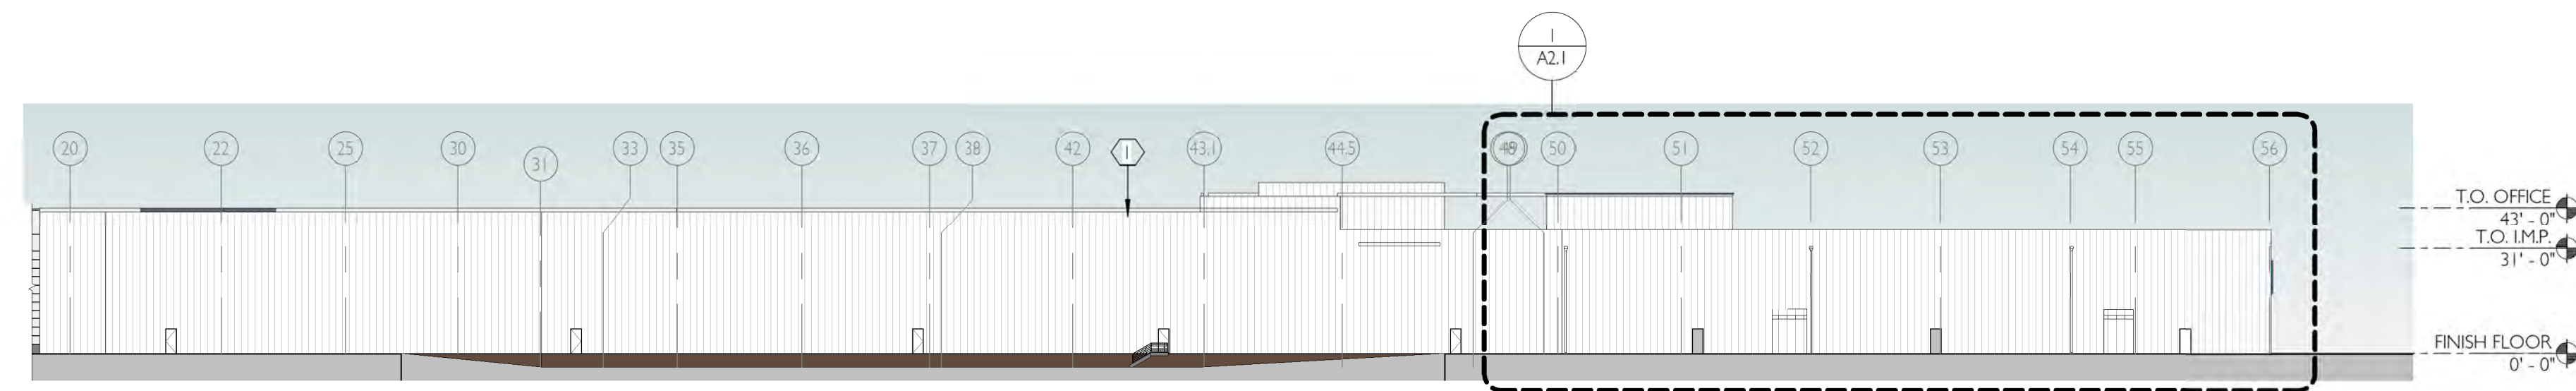 1
A2.1
20 22 25 30 31 33 35 36 37 38 42 1 43.1 44.5 49 50 51 52 53 54 55 56
T.O. OFFICE
43' - 0"
T.O. I.M.P.
31' - 0"
FINISH FLOOR
0' - 0"